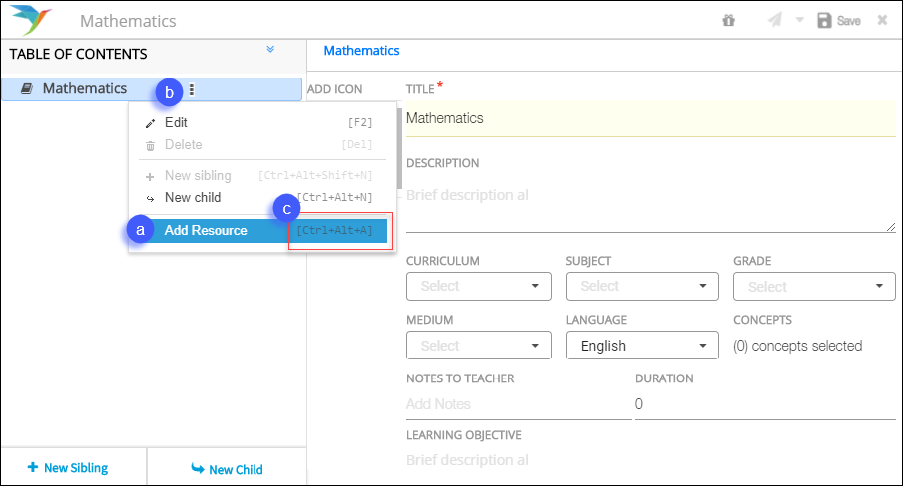 Mathematics
Save
TABLE OF CONTENTS
Mathematics
Mathematics
b
ADD ICON
TITLE*
Mathematics
Edit [F2]
Delete [Del]
New sibling [Ctrl+Alt+Shift+N]
New child [Ctrl+Alt+N]
c
a
Add Resource [Ctrl+Alt+A]
DESCRIPTION
Brief description al
CURRICULUM SUBJECT GRADE
Select Select Select
MEDIUM LANGUAGE CONCEPTS
Select English (0) concepts selected
NOTES TO TEACHER DURATION
Add Notes 0
LEARNING OBJECTIVE
Brief description al
New Sibling New Child